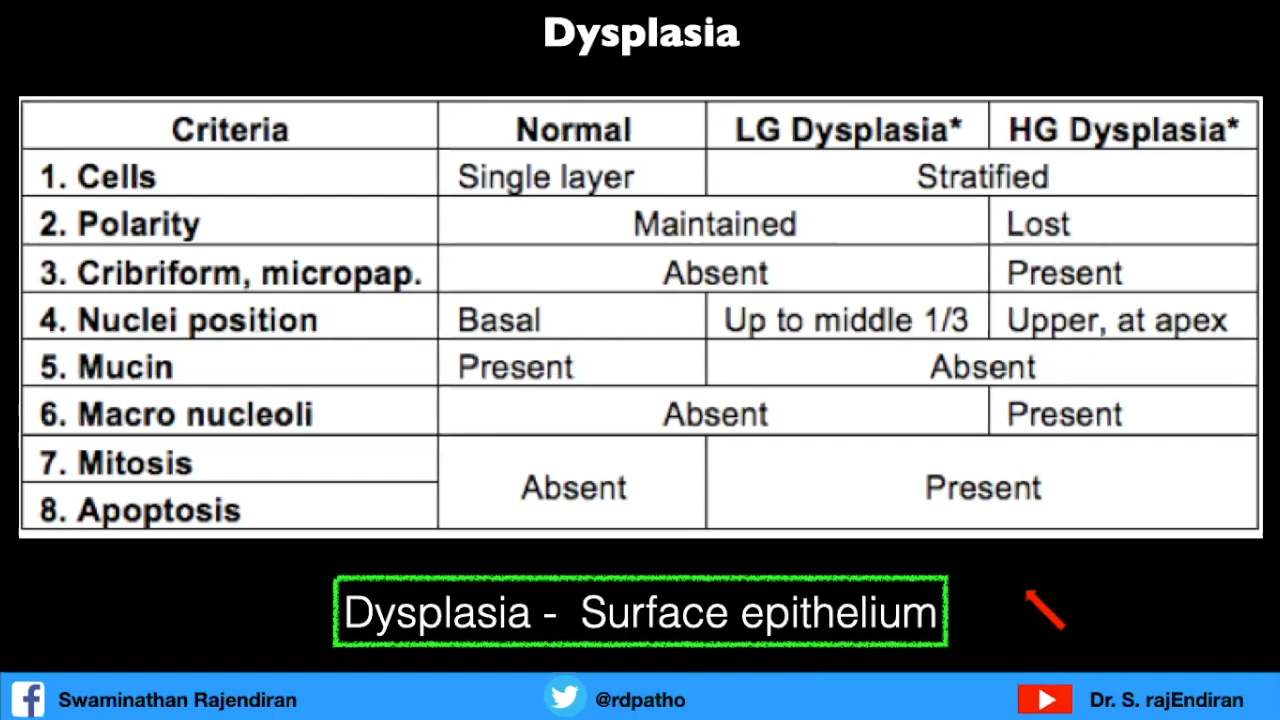 Dysplasia
Criteria Normal LG Dysplasia* HG Dysplasia*
1. Cells Single layer Stratified
2. Polarity Maintained Lost
3. Cribriform, micropap. Absent Present
4. Nuclei position Basal Up to middle 1/3 Upper, at apex
5. Mucin Present Absent
6. Macro nucleoli Absent Present
7. Mitosis
Absent Present
8. Apoptosis
Dysplasia - Surface epithelium
Swaminathan Rajendiran @rdpatho Dr. S. rajEndiran